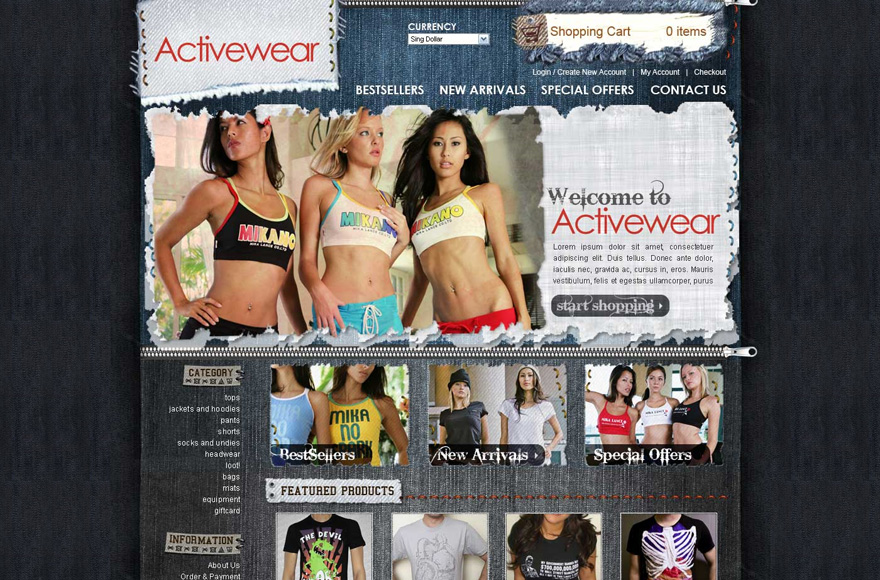 Activewear
CURRENCY
Sing Dollar
Shopping Cart 0 items
Login / Create New Account | My Account | Checkout
BESTSELLERS NEW ARRIVALS SPECIAL OFFERS CONTACT US
MIKANO
MIKANO
MIKANO
Welcome to
Activewear
Lorem ipsum dolor sit amet, consectetuer
adipiscing elit. Duis tellus. Donec ante dolor,
iaculis nec, gravida ac, cursus in, eros. Mauris
vestibulum, felis et egestas ullamcorper, purus
start shopping
CATEGORY
tops
jackets and hoodies
pants
shorts
socks and undies
headwear
loot!
bags
mats
equipment
giftcard
MIKA
NO
BestSellers
New Arrivals
Special Offers
FEATURED PRODUCTS
THE DEVIL
INFORMATION
About Us
Order & Payment